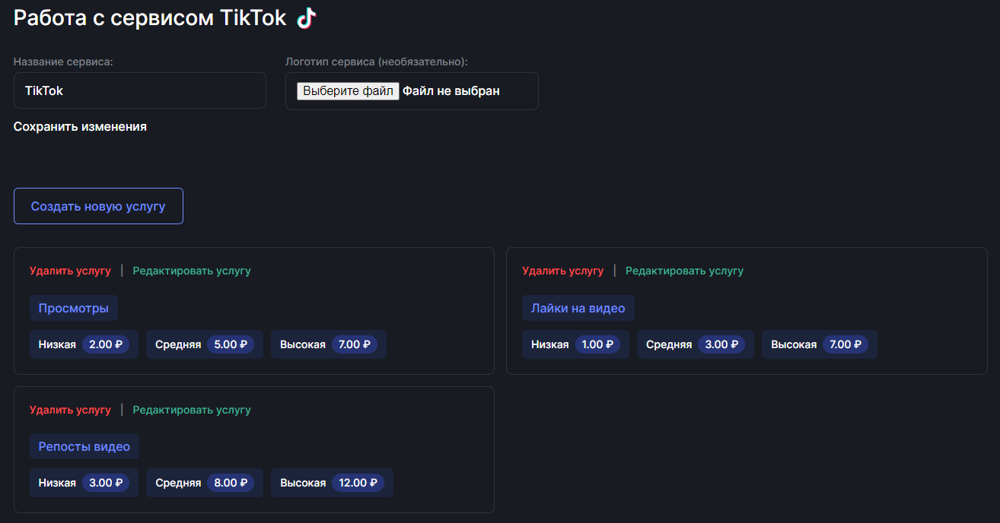 Работа с сервисом TikTok
Название сервиса:
TikTok
Логотип сервиса (необязательно):
Выберите файл Файл не выбран
Сохранить изменения
Создать новую услугу
Удалить услугу | Редактировать услугу
Просмотры
Низкая 2.00 ₽ Средняя 5.00 ₽ Высокая 7.00 ₽
Удалить услугу | Редактировать услугу
Лайки на видео
Низкая 1.00 ₽ Средняя 3.00 ₽ Высокая 7.00 ₽
Удалить услугу | Редактировать услугу
Репосты видео
Низкая 3.00 ₽ Средняя 8.00 ₽ Высокая 12.00 ₽